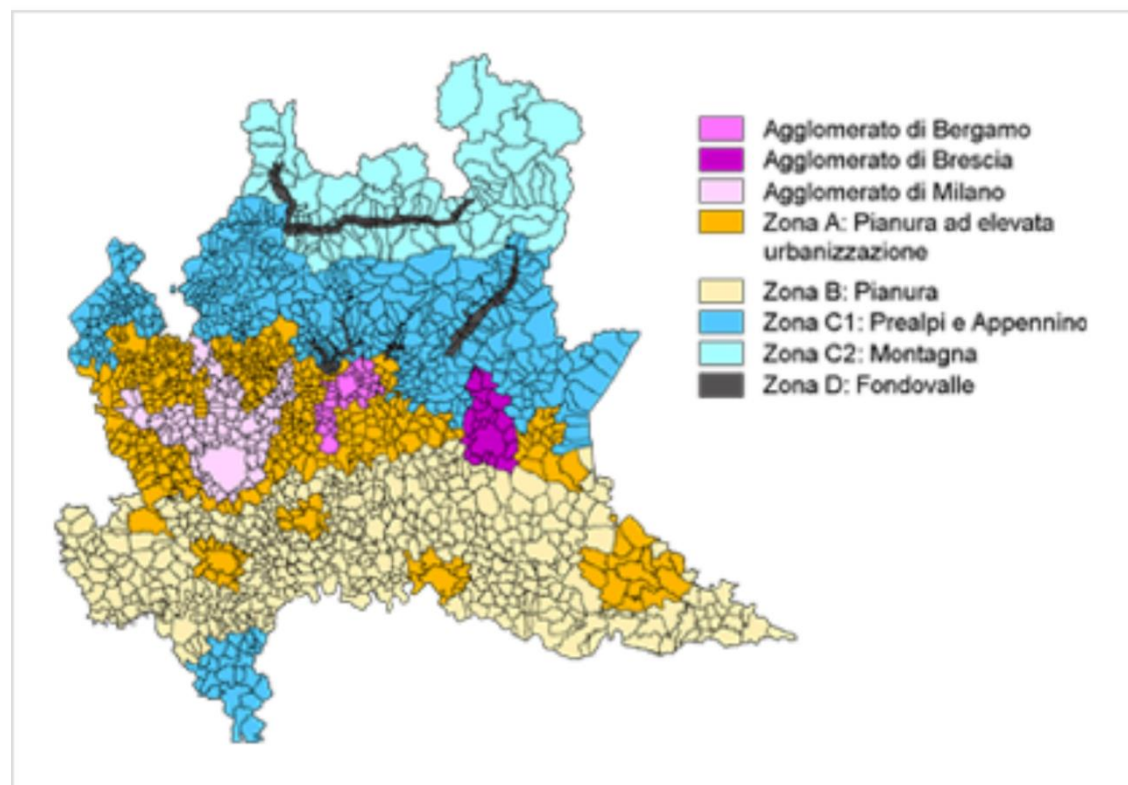 Agglomerato di Bergamo
Agglomerato di Brescia
Agglomerato di Milano
Zona A: Pianura ad elevata
urbanizzazione
Zona B: Pianura
Zona C1: Prealpi e Appennino
Zona C2: Montagna
Zona D: Fondovalle